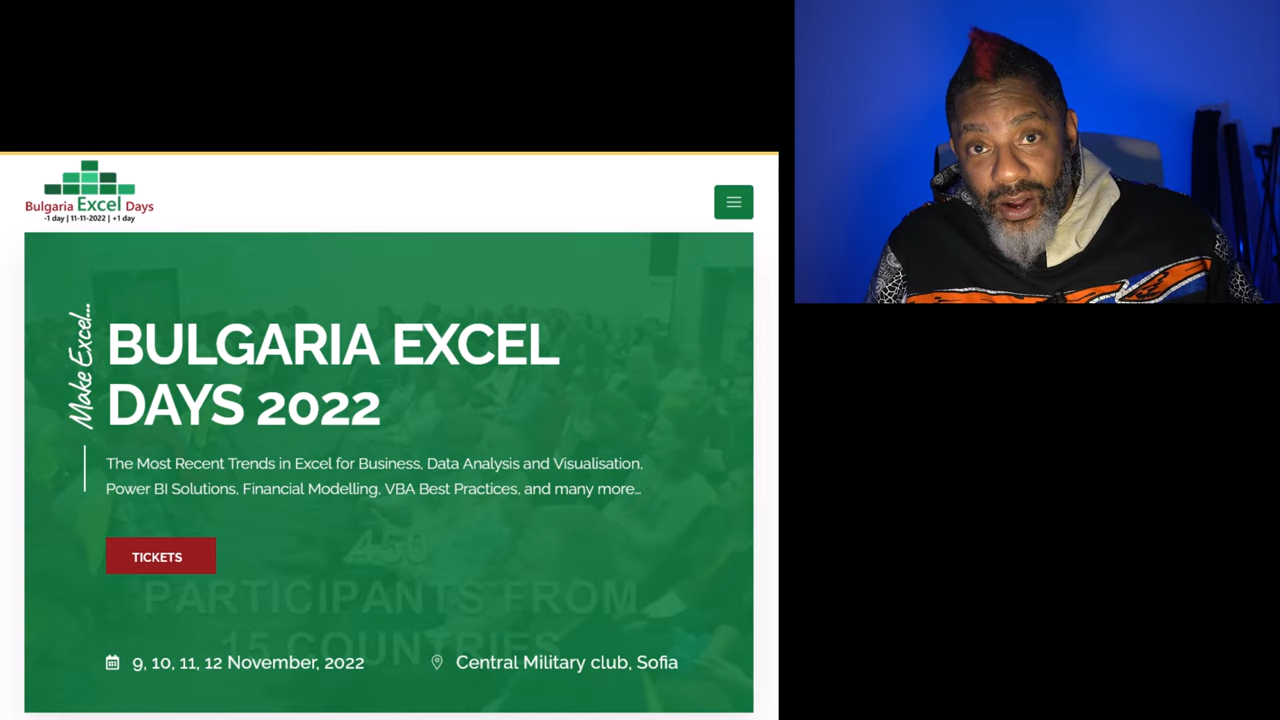 Bulgaria Excel Days
-1 day | 11-11-2022 | +1 day
Make Excel...
BULGARIA EXCEL
DAYS 2022
The Most Recent Trends in Excel for Business, Data Analysis and Visualisation,
Power BI Solutions, Financial Modelling, VBA Best Practices, and many more...
450
TICKETS
PARTICIPANTS FROM
15 COUNTRIES
9, 10, 11, 12 November, 2022
Central Military club, Sofia